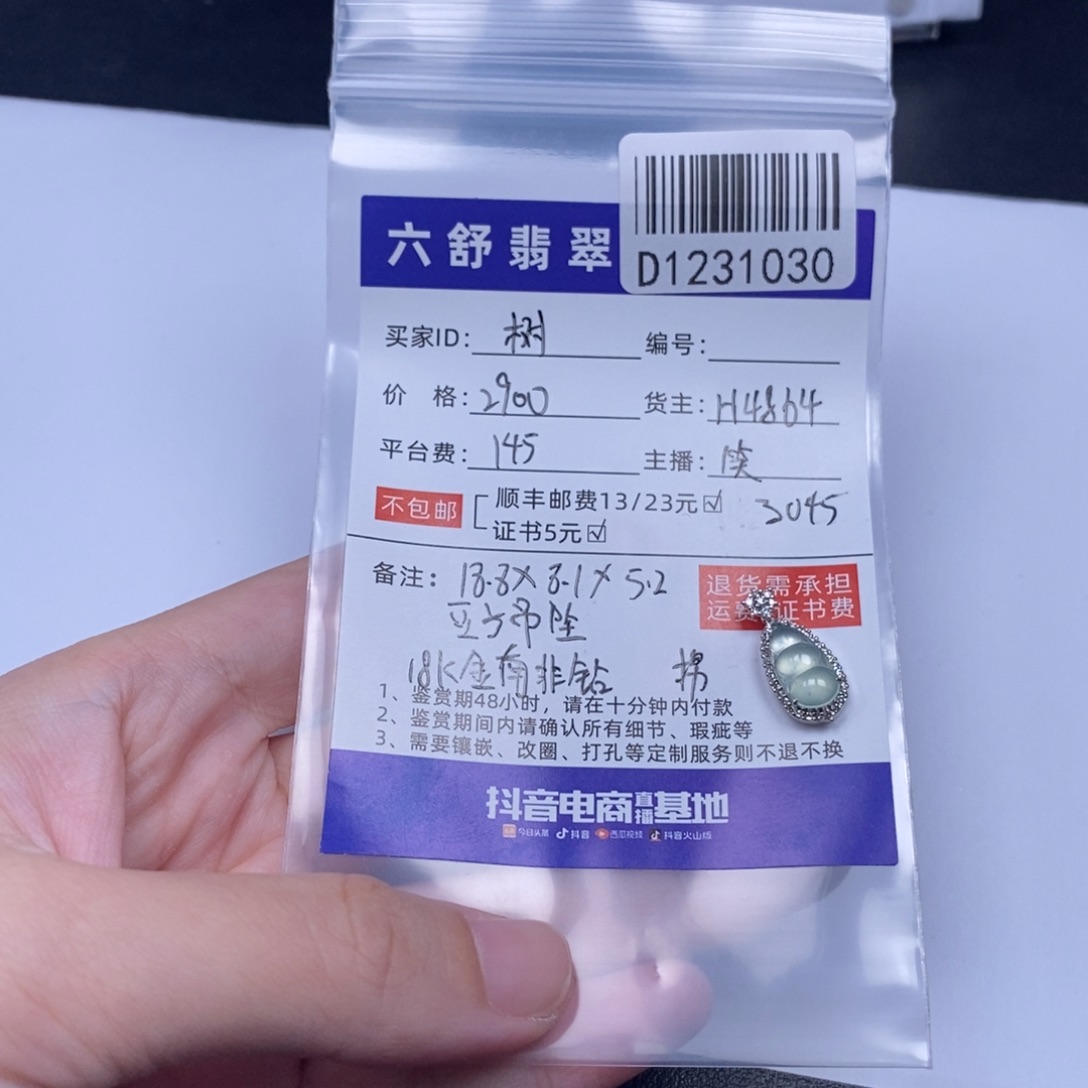 D1231030
六舒翡翠
买家ID: 树 编号:
价 格: 2900 货主: H4864
平台费: 145 主播: 笑
不包邮 顺丰邮费13/23元☑ 3045
证书5元☑
备注: 18.8X8.1X5.2
退货需承担
运费 证书费
豆子吊坠
18K金南非钻 棉
1、鉴赏期48小时，请在十分钟内付款
2、鉴赏期间内请确认所有细节、瑕疵等
3、需要镶嵌、改圈、打孔等定制服务则不退不换
抖音电商直播基地
今日头条 抖音 西瓜视频 抖音火山版